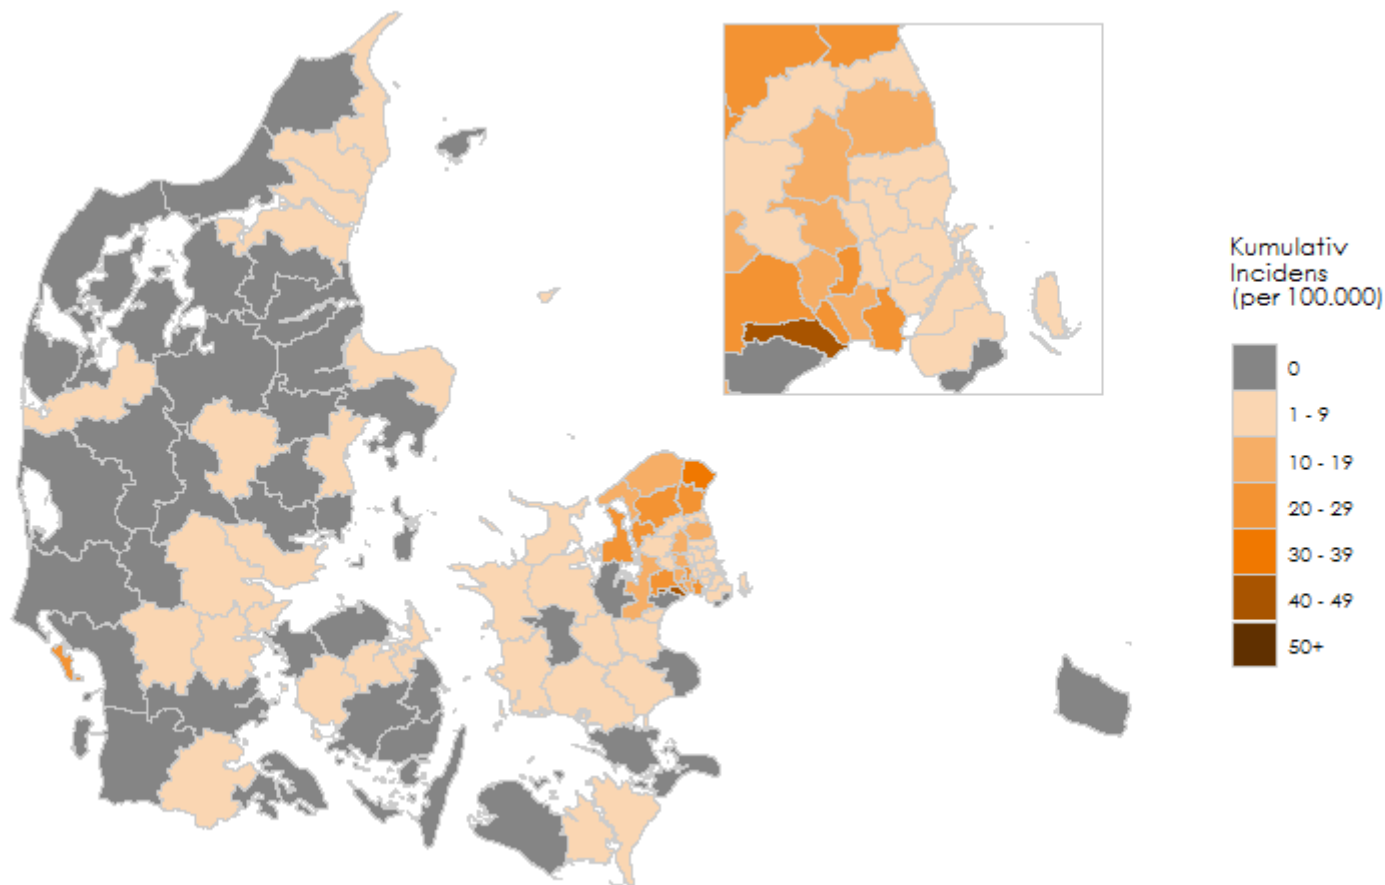 Kumulativ
Incidens
(per 100.000)
0
1 - 9
10 - 19
20 - 29
30 - 39
40 - 49
50+